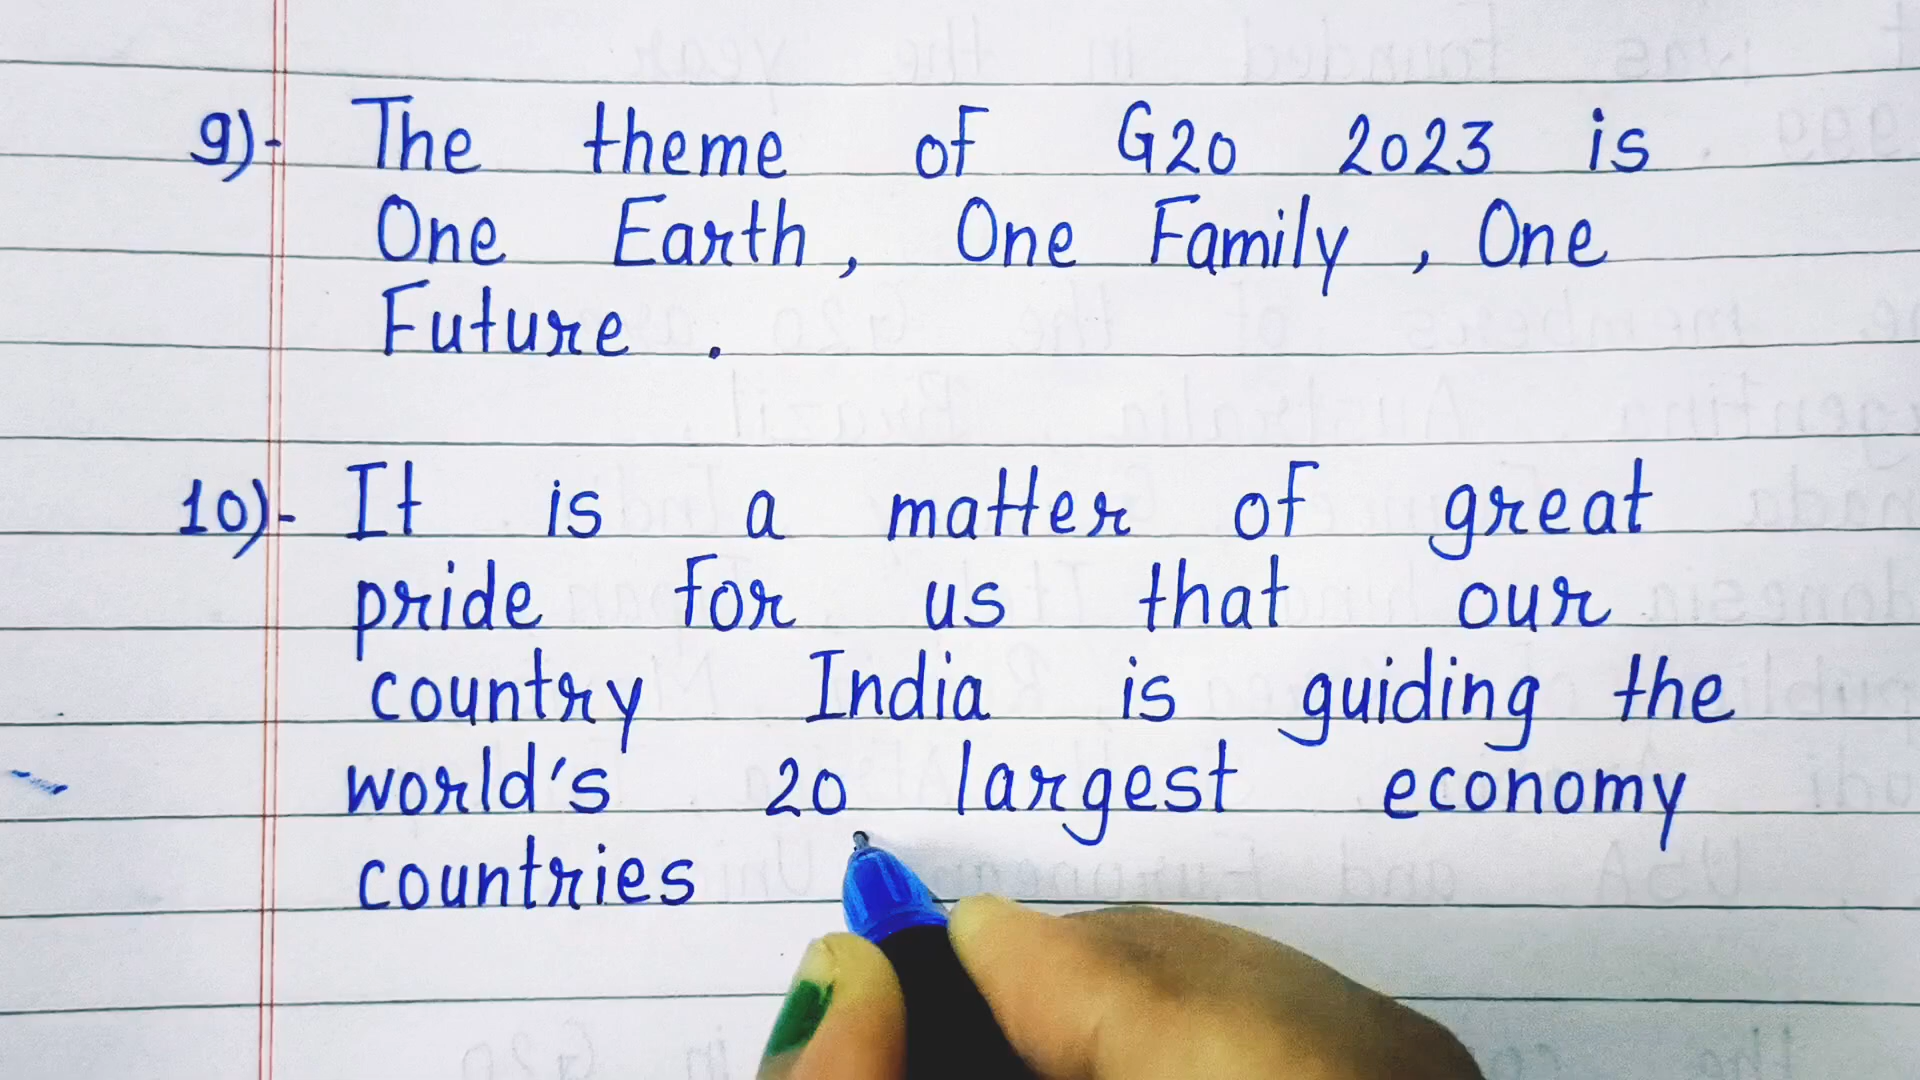 9)- The theme of G20 2023 is
One Earth, One Family, One
Future.
10)- It is a matter of great
pride for us that our
country India is guiding the
world's 20 largest economy
countries